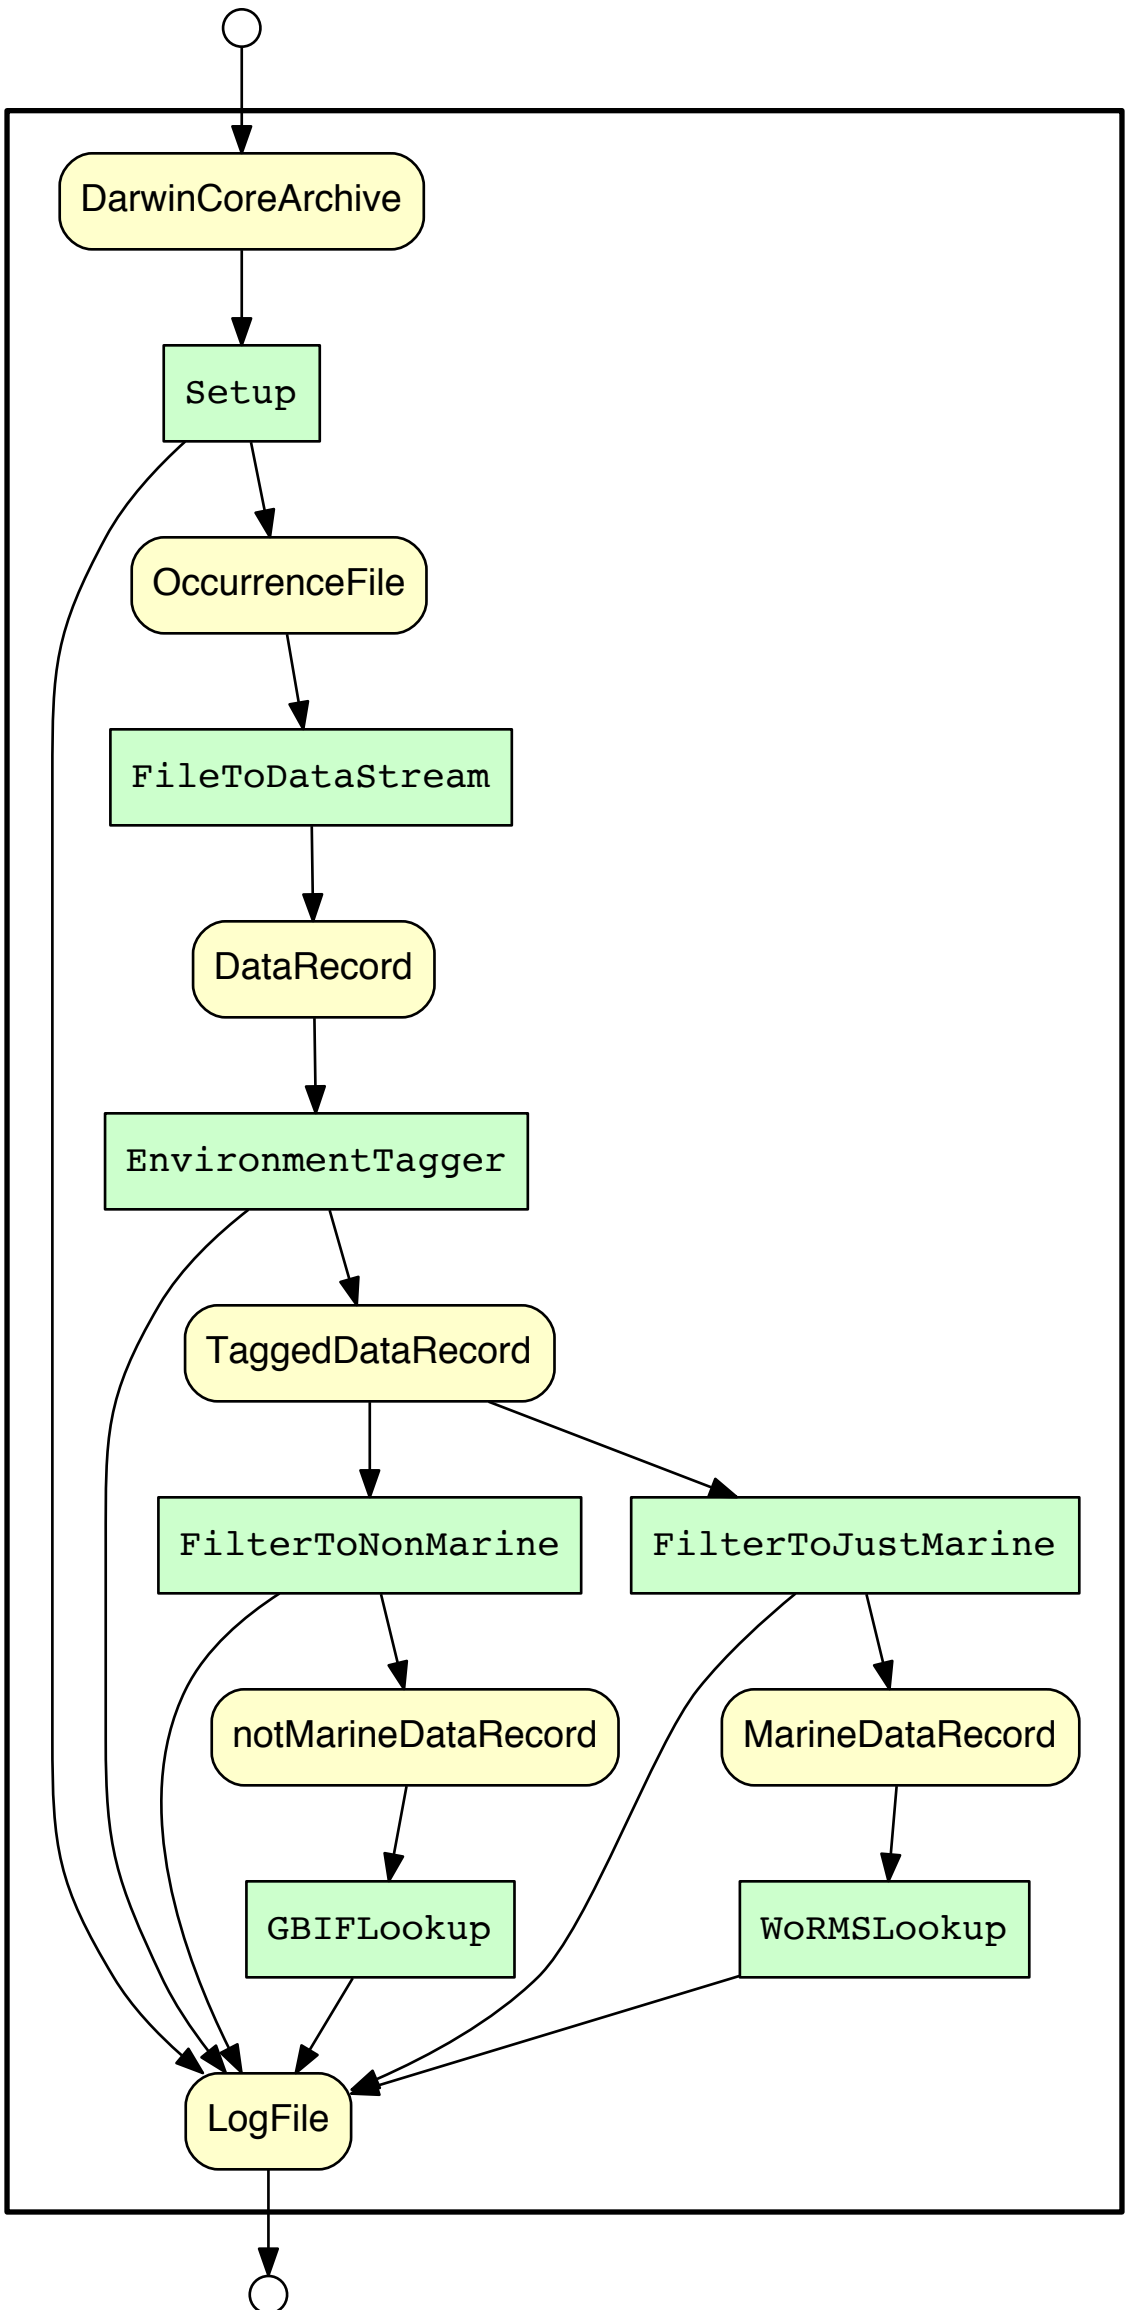 DarwinCoreArchive
Setup
OccurrenceFile
FileToDataStream
DataRecord
EnvironmentTagger
TaggedDataRecord
FilterToNonMarine
FilterToJustMarine
notMarineDataRecord
MarineDataRecord
GBIFLookup
WoRMSLookup
LogFile